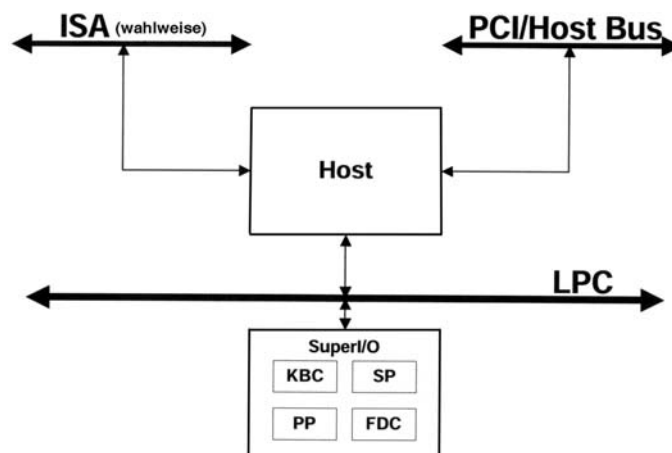 ISA (wahlweise)
PCI/Host Bus
Host
LPC
SuperI/O
KBC
SP
PP
FDC